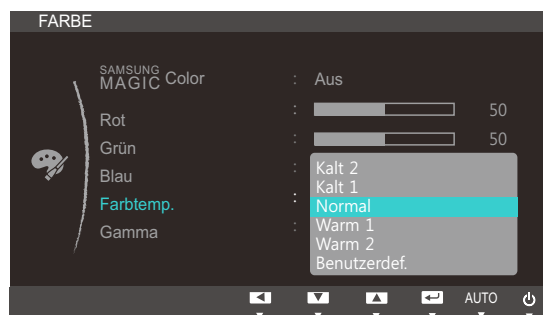 FARBE
SAMSUNG
MAGIC Color : Aus
Rot : 50
Grün : 50
Blau :
Farbtemp. :
Gamma :
Kalt 2
Kalt 1
Normal
Warm 1
Warm 2
Benutzerdef.
AUTO